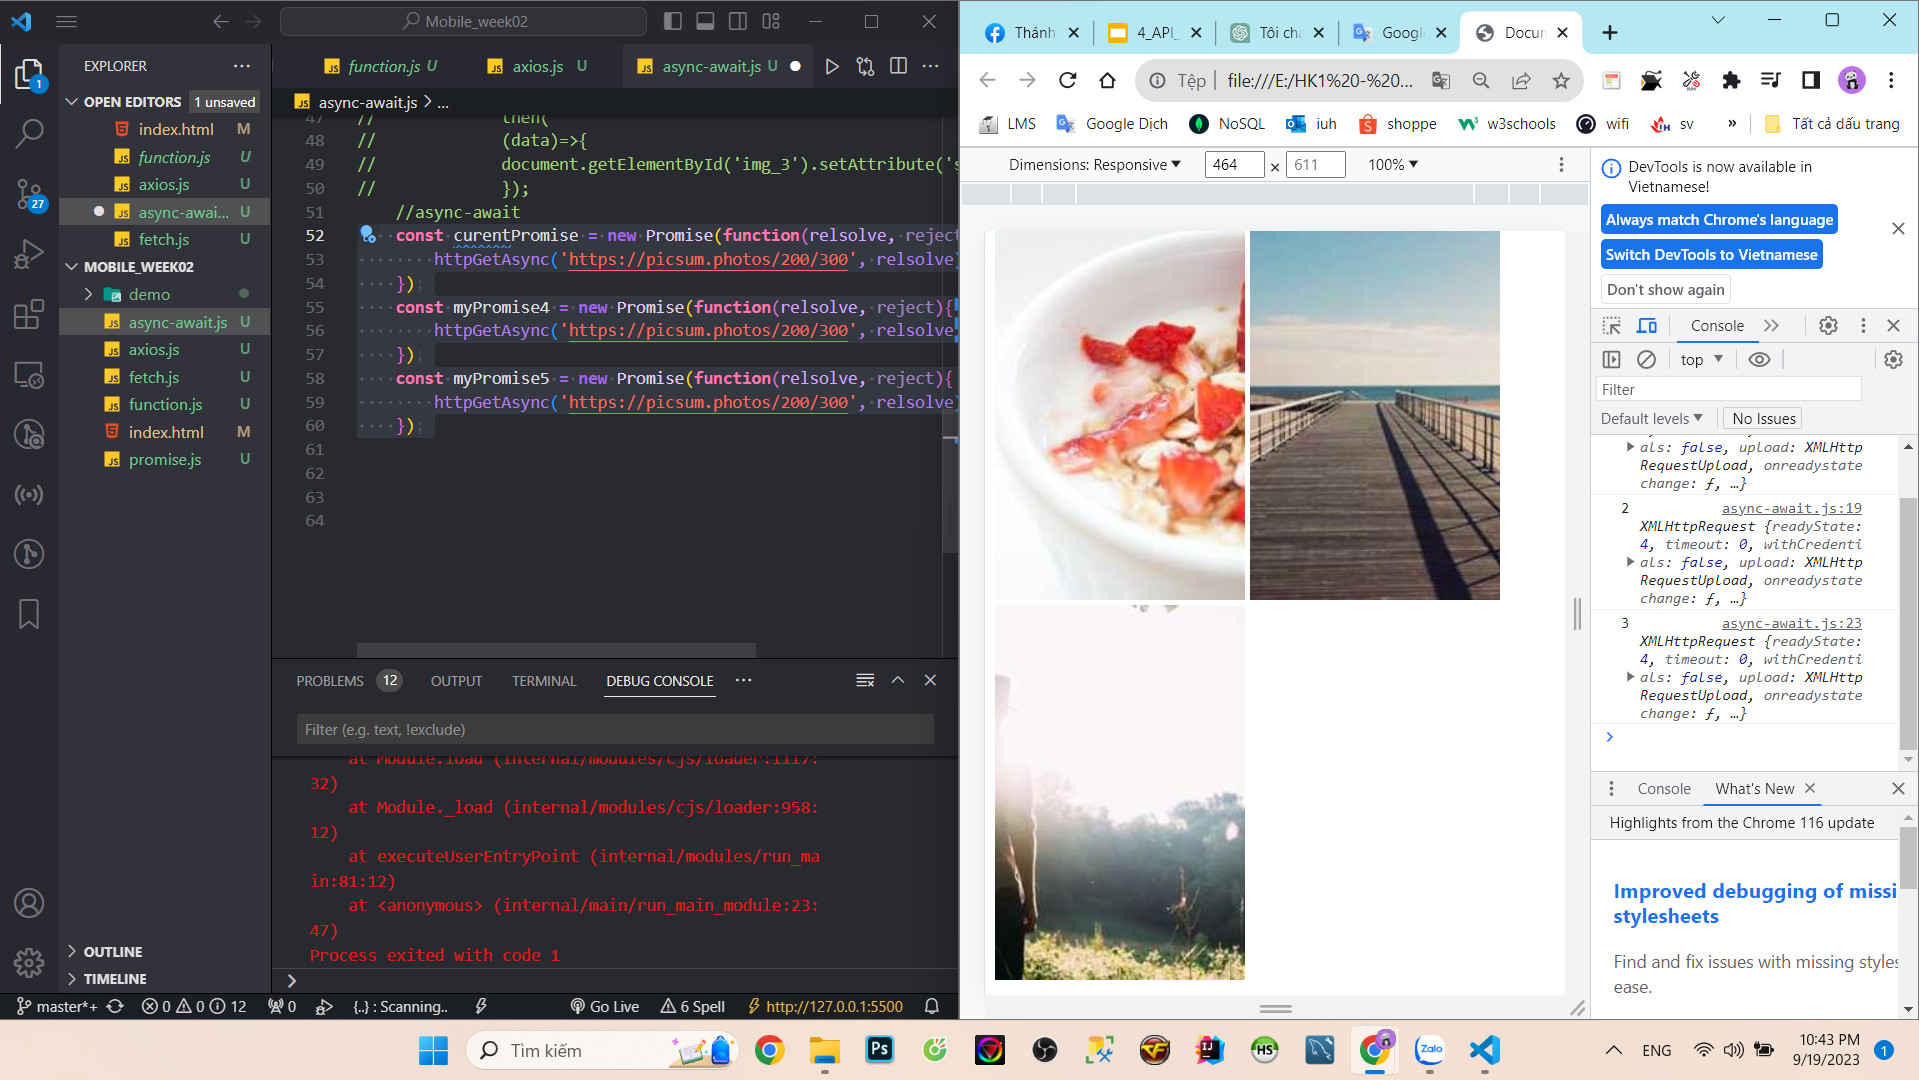 Mobile_week02
EXPLORER
OPEN EDITORS 1 unsaved
index.html M
function.js U
axios.js U
async-awai... U
fetch.js U
MOBILE_WEEK02
demo
async-await.js U
axios.js U
fetch.js U
function.js U
index.html M
promise.js U
OUTLINE
TIMELINE
1
27
function.js U
axios.js U
async-await.js U
async-await.js > ...
47 // then(
48 // (data)=>{
49 // document.getElementById('img_3').setAttribute('s
50 // });
51 //async-await
52 const curentPromise = new Promise(function(relsolve, reject
53 httpGetAsync('https://picsum.photos/200/300', relsolve)
54 });
55 const myPromise4 = new Promise(function(relsolve, reject){
56 httpGetAsync('https://picsum.photos/200/300', relsolve
57 });
58 const myPromise5 = new Promise(function(relsolve, reject){
59 httpGetAsync('https://picsum.photos/200/300', relsolve)
60 });
61
62
63
64
PROBLEMS 12 OUTPUT TERMINAL DEBUG CONSOLE
Filter (e.g. text, !exclude)
at Module.load (internal/modules/cjs/loader:1117:
32)
at Module._load (internal/modules/cjs/loader:958:
12)
at executeUserEntryPoint (internal/modules/run_ma
in:81:12)
at <anonymous> (internal/main/run_main_module:23:
47)
Process exited with code 1
master*+ 0 0 12 0 {..} : Scanning.. Go Live 6 Spell http://127.0.0.1:5500
Thánh 4_API_ Tôi chạ Google Docun
Tệp file:///E:/HK1%20-%20...
LMS Google Dịch NoSQL iuh shoppe w3schools wifi sv » Tất cả dấu trang
Dimensions: Responsive 464 × 611 100%
DevTools is now available in
Vietnamese!
Always match Chrome's language
Switch DevTools to Vietnamese
Don't show again
Console
top
Filter
Default levels No Issues
als: false, upload: XMLHttp
RequestUpload, onreadystate
change: ƒ, …}
2 async-await.js:19
XMLHttpRequest {readyState:
4, timeout: 0, withCredenti
als: false, upload: XMLHttp
RequestUpload, onreadystate
change: ƒ, …}
3 async-await.js:23
XMLHttpRequest {readyState:
4, timeout: 0, withCredenti
als: false, upload: XMLHttp
RequestUpload, onreadystate
change: ƒ, …}
Console What's New
Highlights from the Chrome 116 update
Improved debugging of missi
stylesheets
Find and fix issues with missing styles
ease.
Tìm kiếm
Ps
IJ
HS
Zalo
ENG
10:43 PM
9/19/2023
1